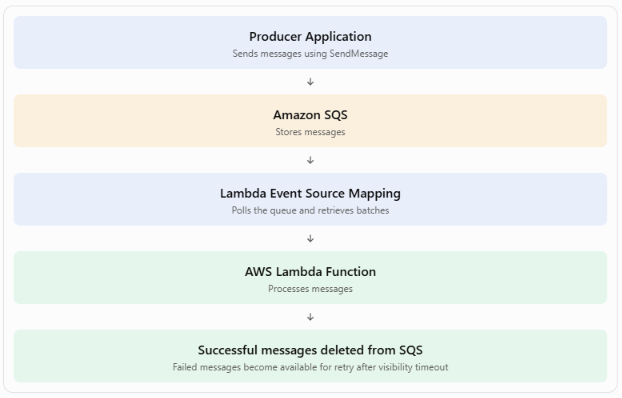 Producer Application
Sends messages using SendMessage
↓
Amazon SQS
Stores messages
↓
Lambda Event Source Mapping
Polls the queue and retrieves batches
↓
AWS Lambda Function
Processes messages
↓
Successful messages deleted from SQS
Failed messages become available for retry after visibility timeout